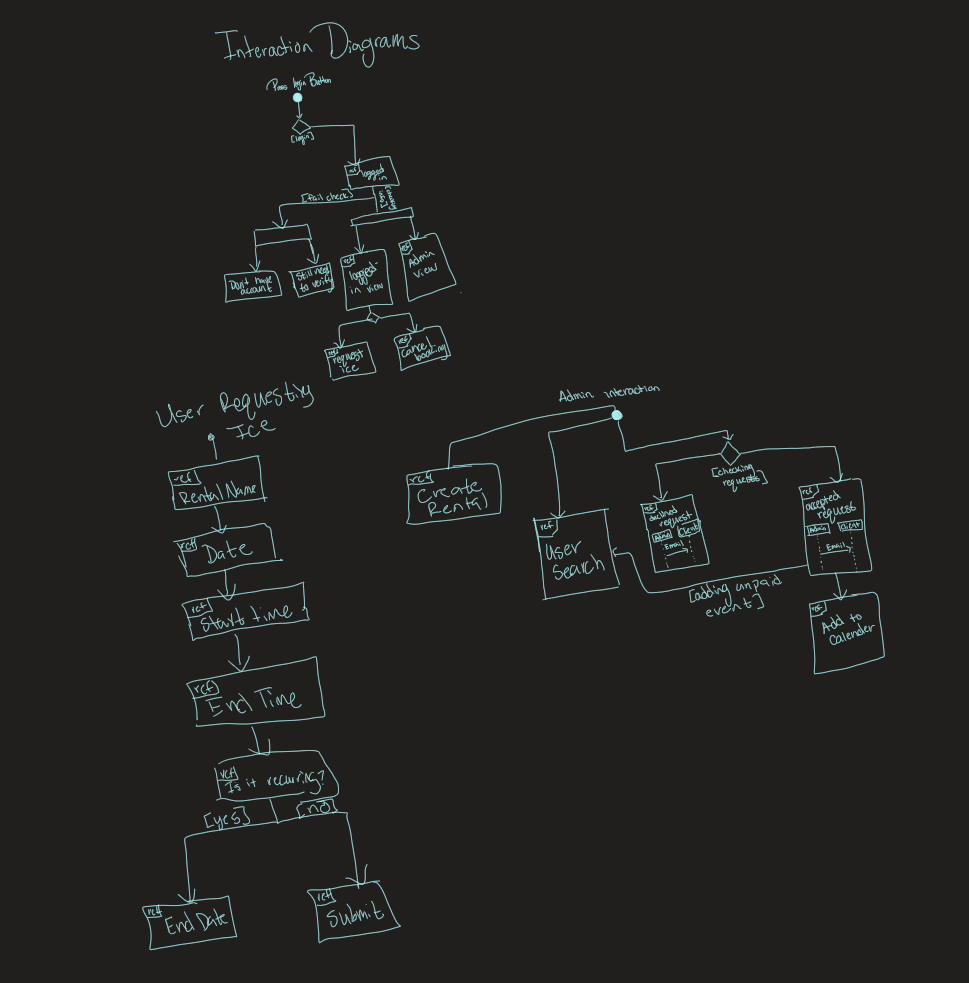 Interaction Diagrams
Press login Button
[login]
ref
logged
in
[fail check]
ref
logged-
in view
ref
Admin
view
Don't have
account
Still need
to verify
ref
request
ice
ref
cancel
booking
User Requesting
Ice
ref
Rental Name
ref
Date
ref
Start time
ref
End Time
ref
Is it recurring?
[yes]
[no]
ref
End Date
ref
Submit
Admin interaction
ref
Create
Rental
[checking
requests]
ref
User
Search
ref
declined
request
Admin
Client
Email
ref
accepted
request
Admin
Client
Email
[adding unpaid
event]
ref
Add to
Calender